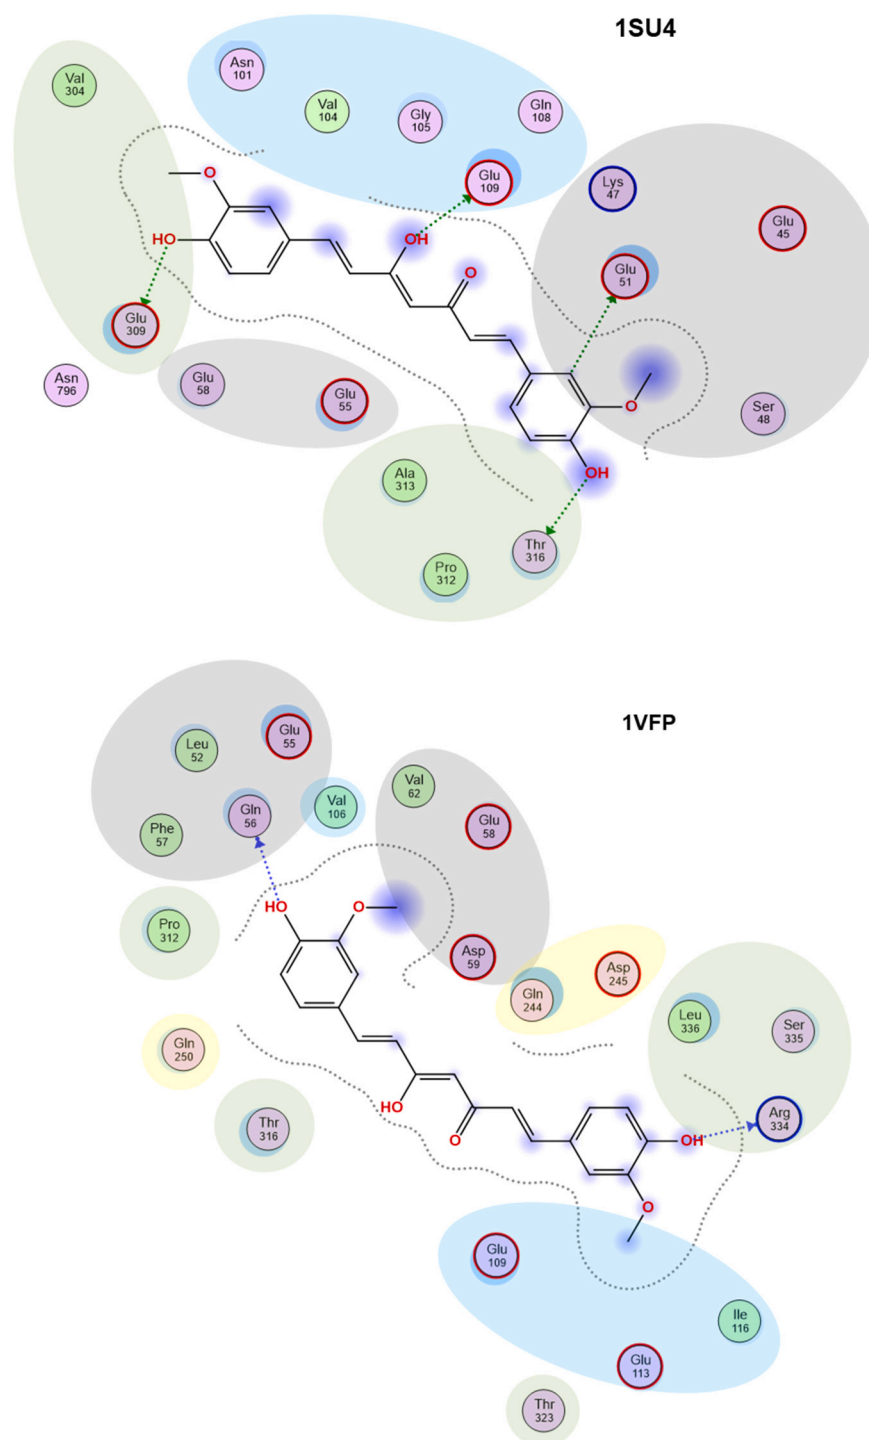 1SU4
Asn
101
Val
304
Val
104
Gly
105
Gln
108
Glu
109
Lys
47
Glu
45
O
HO
OH
O
Glu
51
Glu
309
Asn
796
Glu
58
Glu
55
O
Ser
48
OH
Ala
313
Thr
316
Pro
312
1VFP
Glu
55
Leu
52
Gln
56
Phe
57
Val
106
Val
62
Glu
58
HO
O
Pro
312
Asp
59
Gln
244
Asp
245
Leu
336
Ser
335
Gln
250
Thr
316
HO
O
OH
Arg
334
O
Glu
109
Ile
116
Glu
113
Thr
323